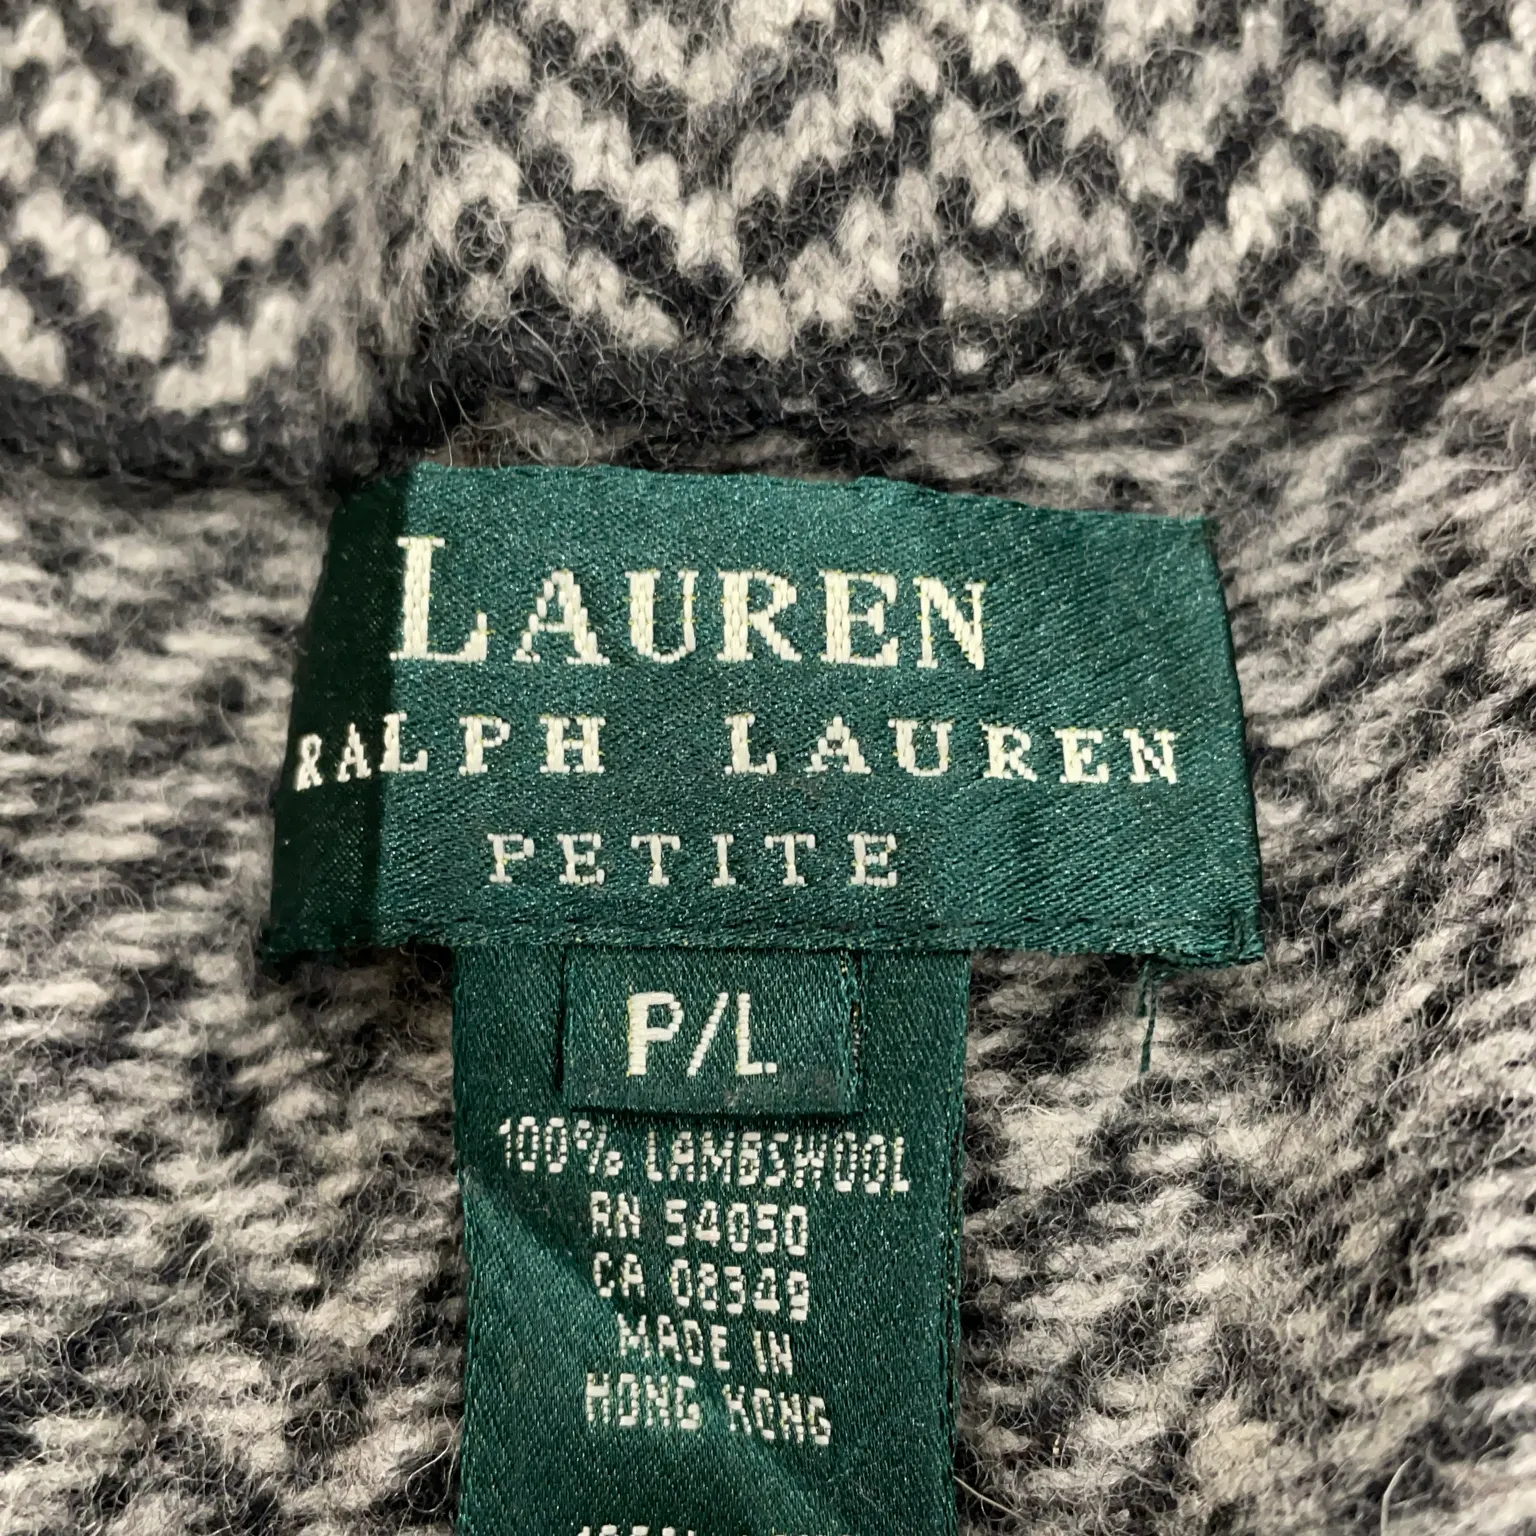 LAUREN
RALPH LAUREN
PETITE
P/L
100% LAMBSWOOL
RN 54050
CA 08349
MADE IN
HONG KONG